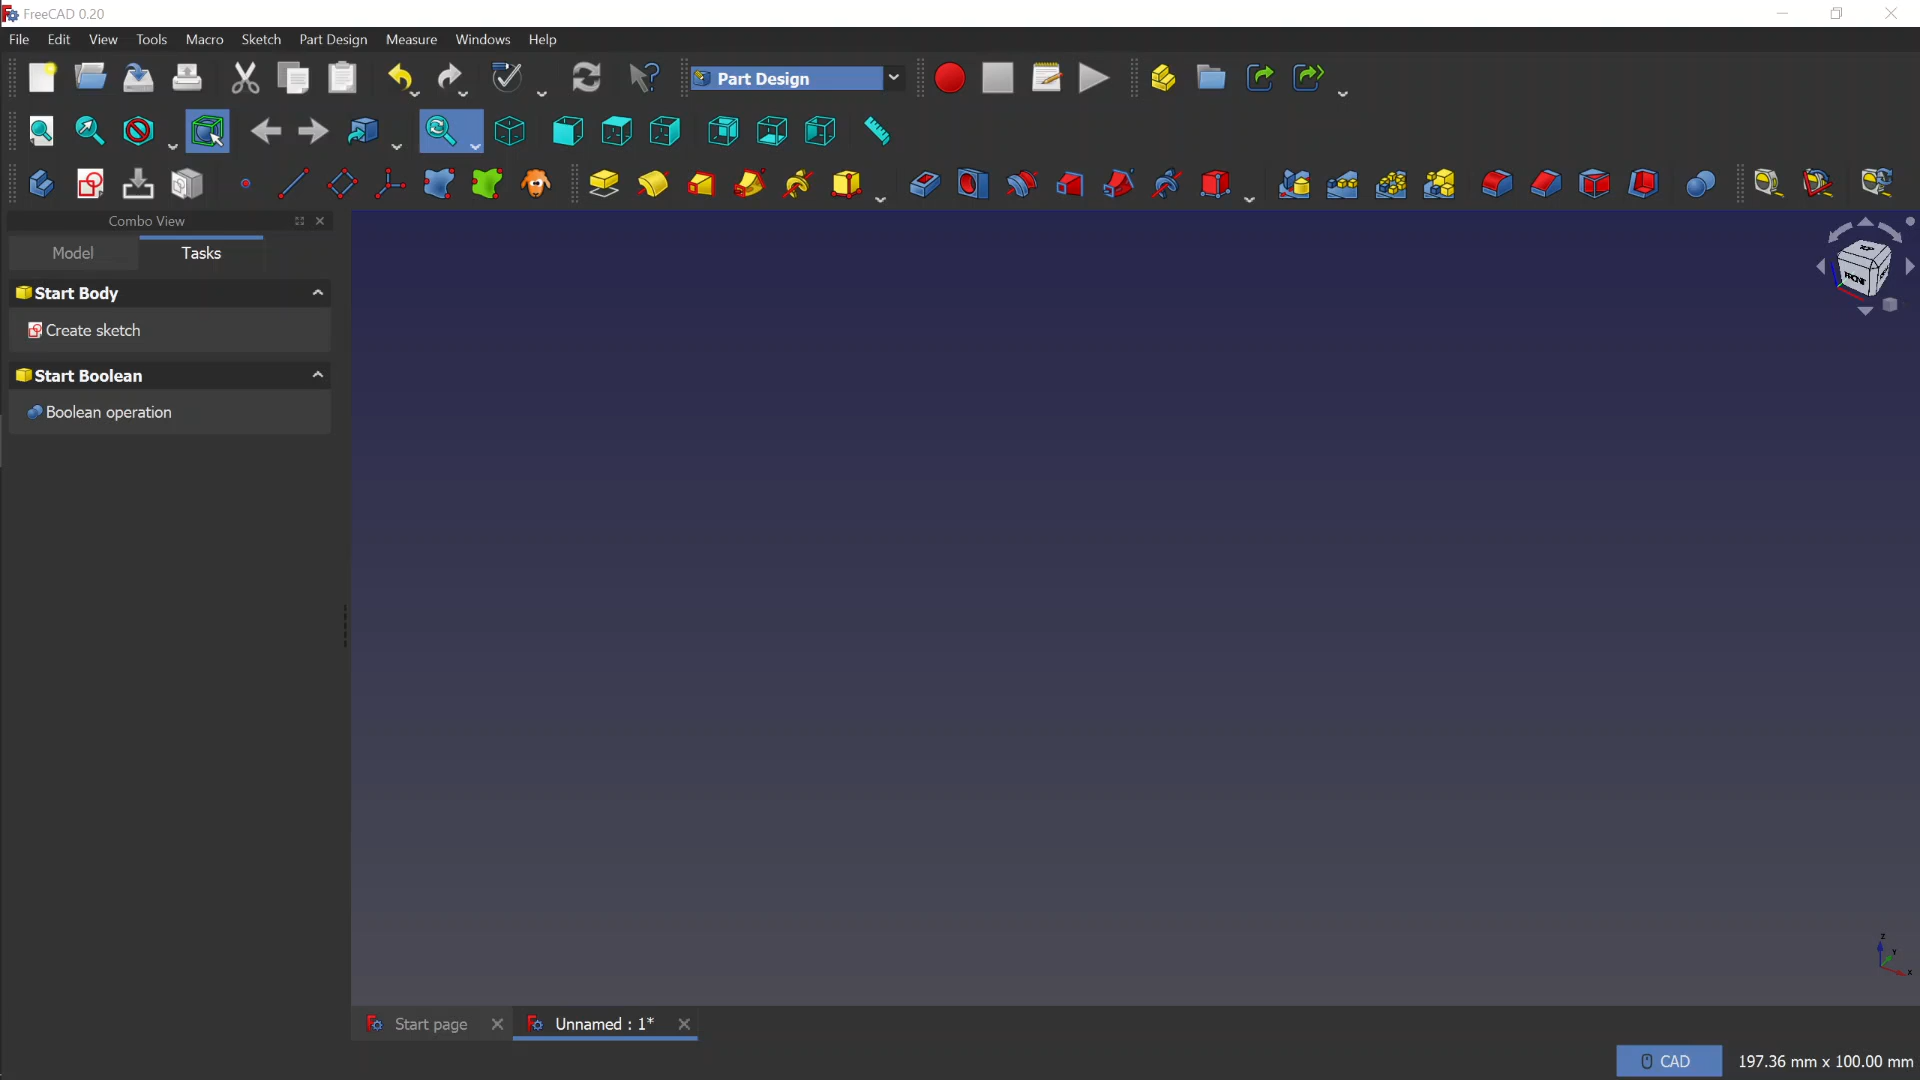 FreeCAD 0.20
File Edit View Tools Macro Sketch Part Design Measure Windows Help
Part Design
Combo View
Model Tasks
Start Body
Create sketch
Start Boolean
Boolean operation
TOP
FRONT
Z
Y
X
Start page Unnamed : 1*
CAD 197.36 mm x 100.00 mm